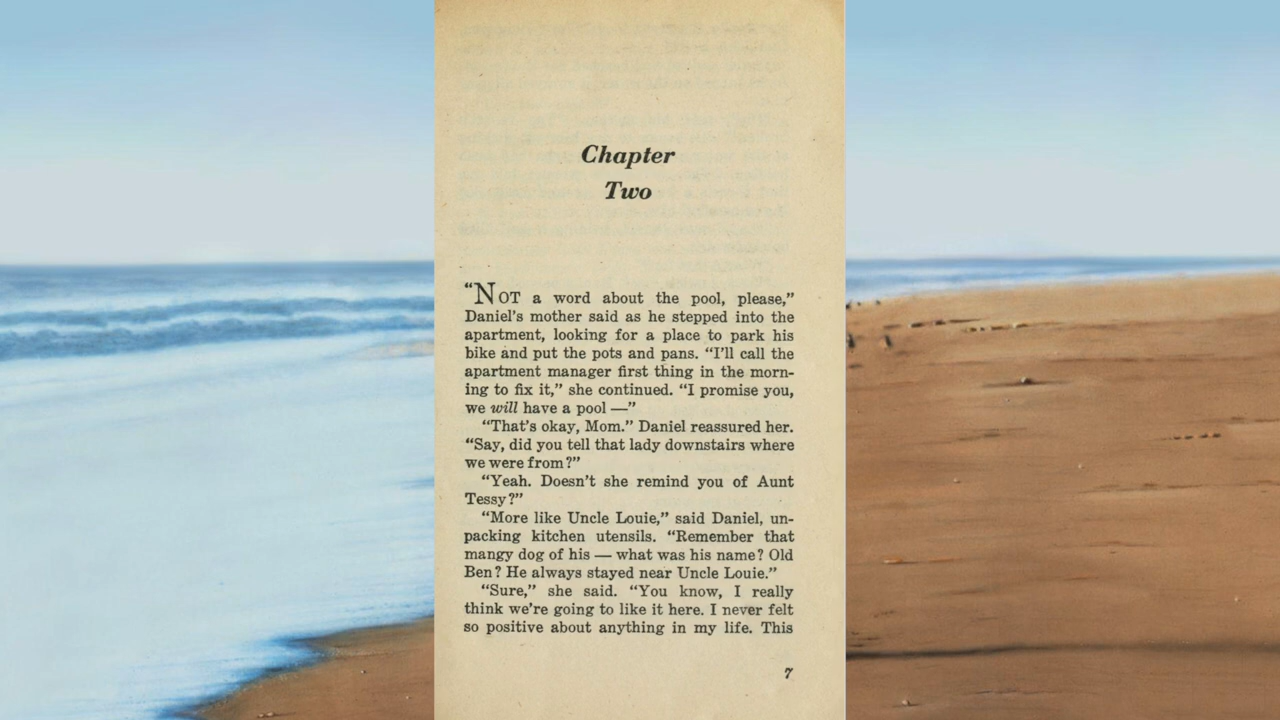 Chapter
Two
“NOT a word about the pool, please,”
Daniel’s mother said as he stepped into the
apartment, looking for a place to park his
bike and put the pots and pans. “I’ll call the
apartment manager first thing in the morn-
ing to fix it,” she continued. “I promise you,
we will have a pool —”
“That’s okay, Mom.” Daniel reassured her.
“Say, did you tell that lady downstairs where
we were from?”
“Yeah. Doesn’t she remind you of Aunt
Tessy?”
“More like Uncle Louie,” said Daniel, un-
packing kitchen utensils. “Remember that
mangy dog of his — what was his name? Old
Ben? He always stayed near Uncle Louie.”
“Sure,” she said. “You know, I really
think we’re going to like it here. I never felt
so positive about anything in my life. This
7